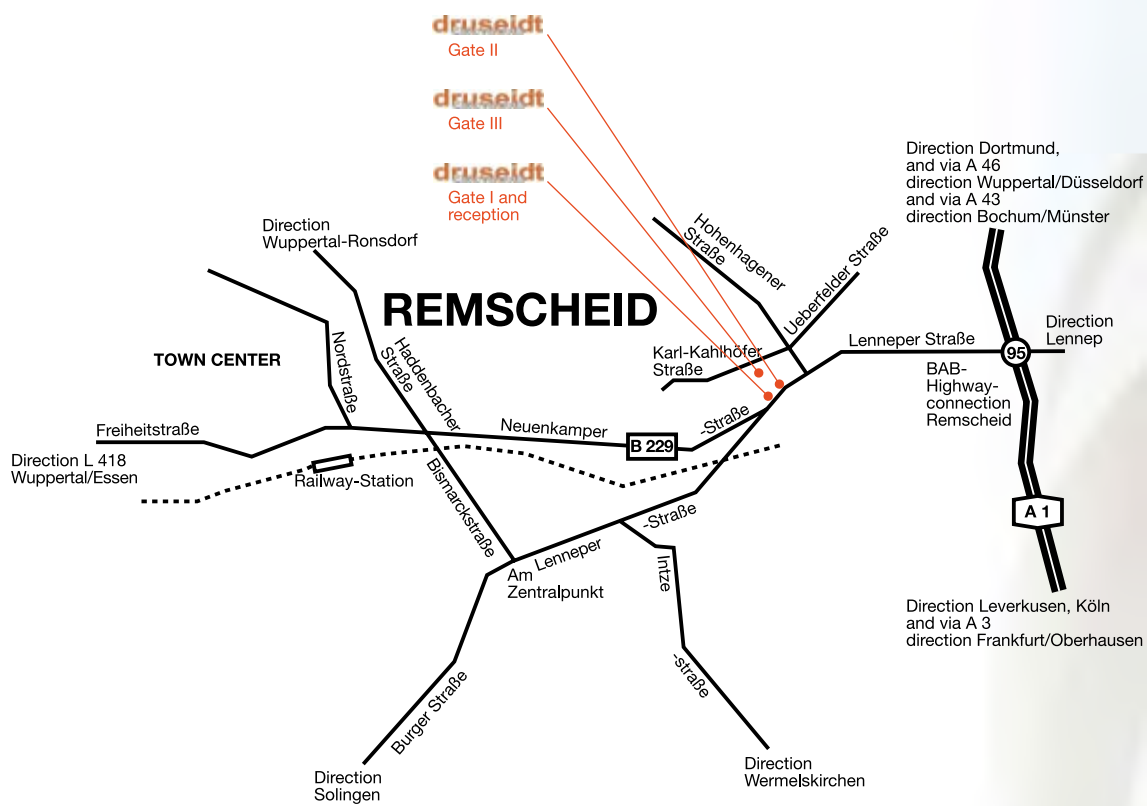 druseidt
Gate II
druseidt
Gate III
druseidt
Gate I and
reception
Direction Dortmund,
and via A 46
direction Wuppertal/Düsseldorf
and via A 43
direction Bochum/Münster
Direction
Wuppertal-Ronsdorf
Hohenhagener
Straße
Ueberfelder Straße
REMSCHEID
TOWN CENTER
Nordstraße
Haddenbacher
Straße
Karl-Kahlhöfer
Straße
Lenneper Straße
95
Direction
Lennep
BAB-
Highway-
connection
Remscheid
Freiheitstraße
Neuenkamper
B 229
-Straße
Direction L 418
Wuppertal/Essen
Railway-Station
Bismarckstraße
A 1
Lenneper
-Straße
Am
Zentralpunkt
Intze
-straße
Direction Leverkusen, Köln
and via A 3
direction Frankfurt/Oberhausen
Burger Straße
Direction
Solingen
Direction
Wermelskirchen